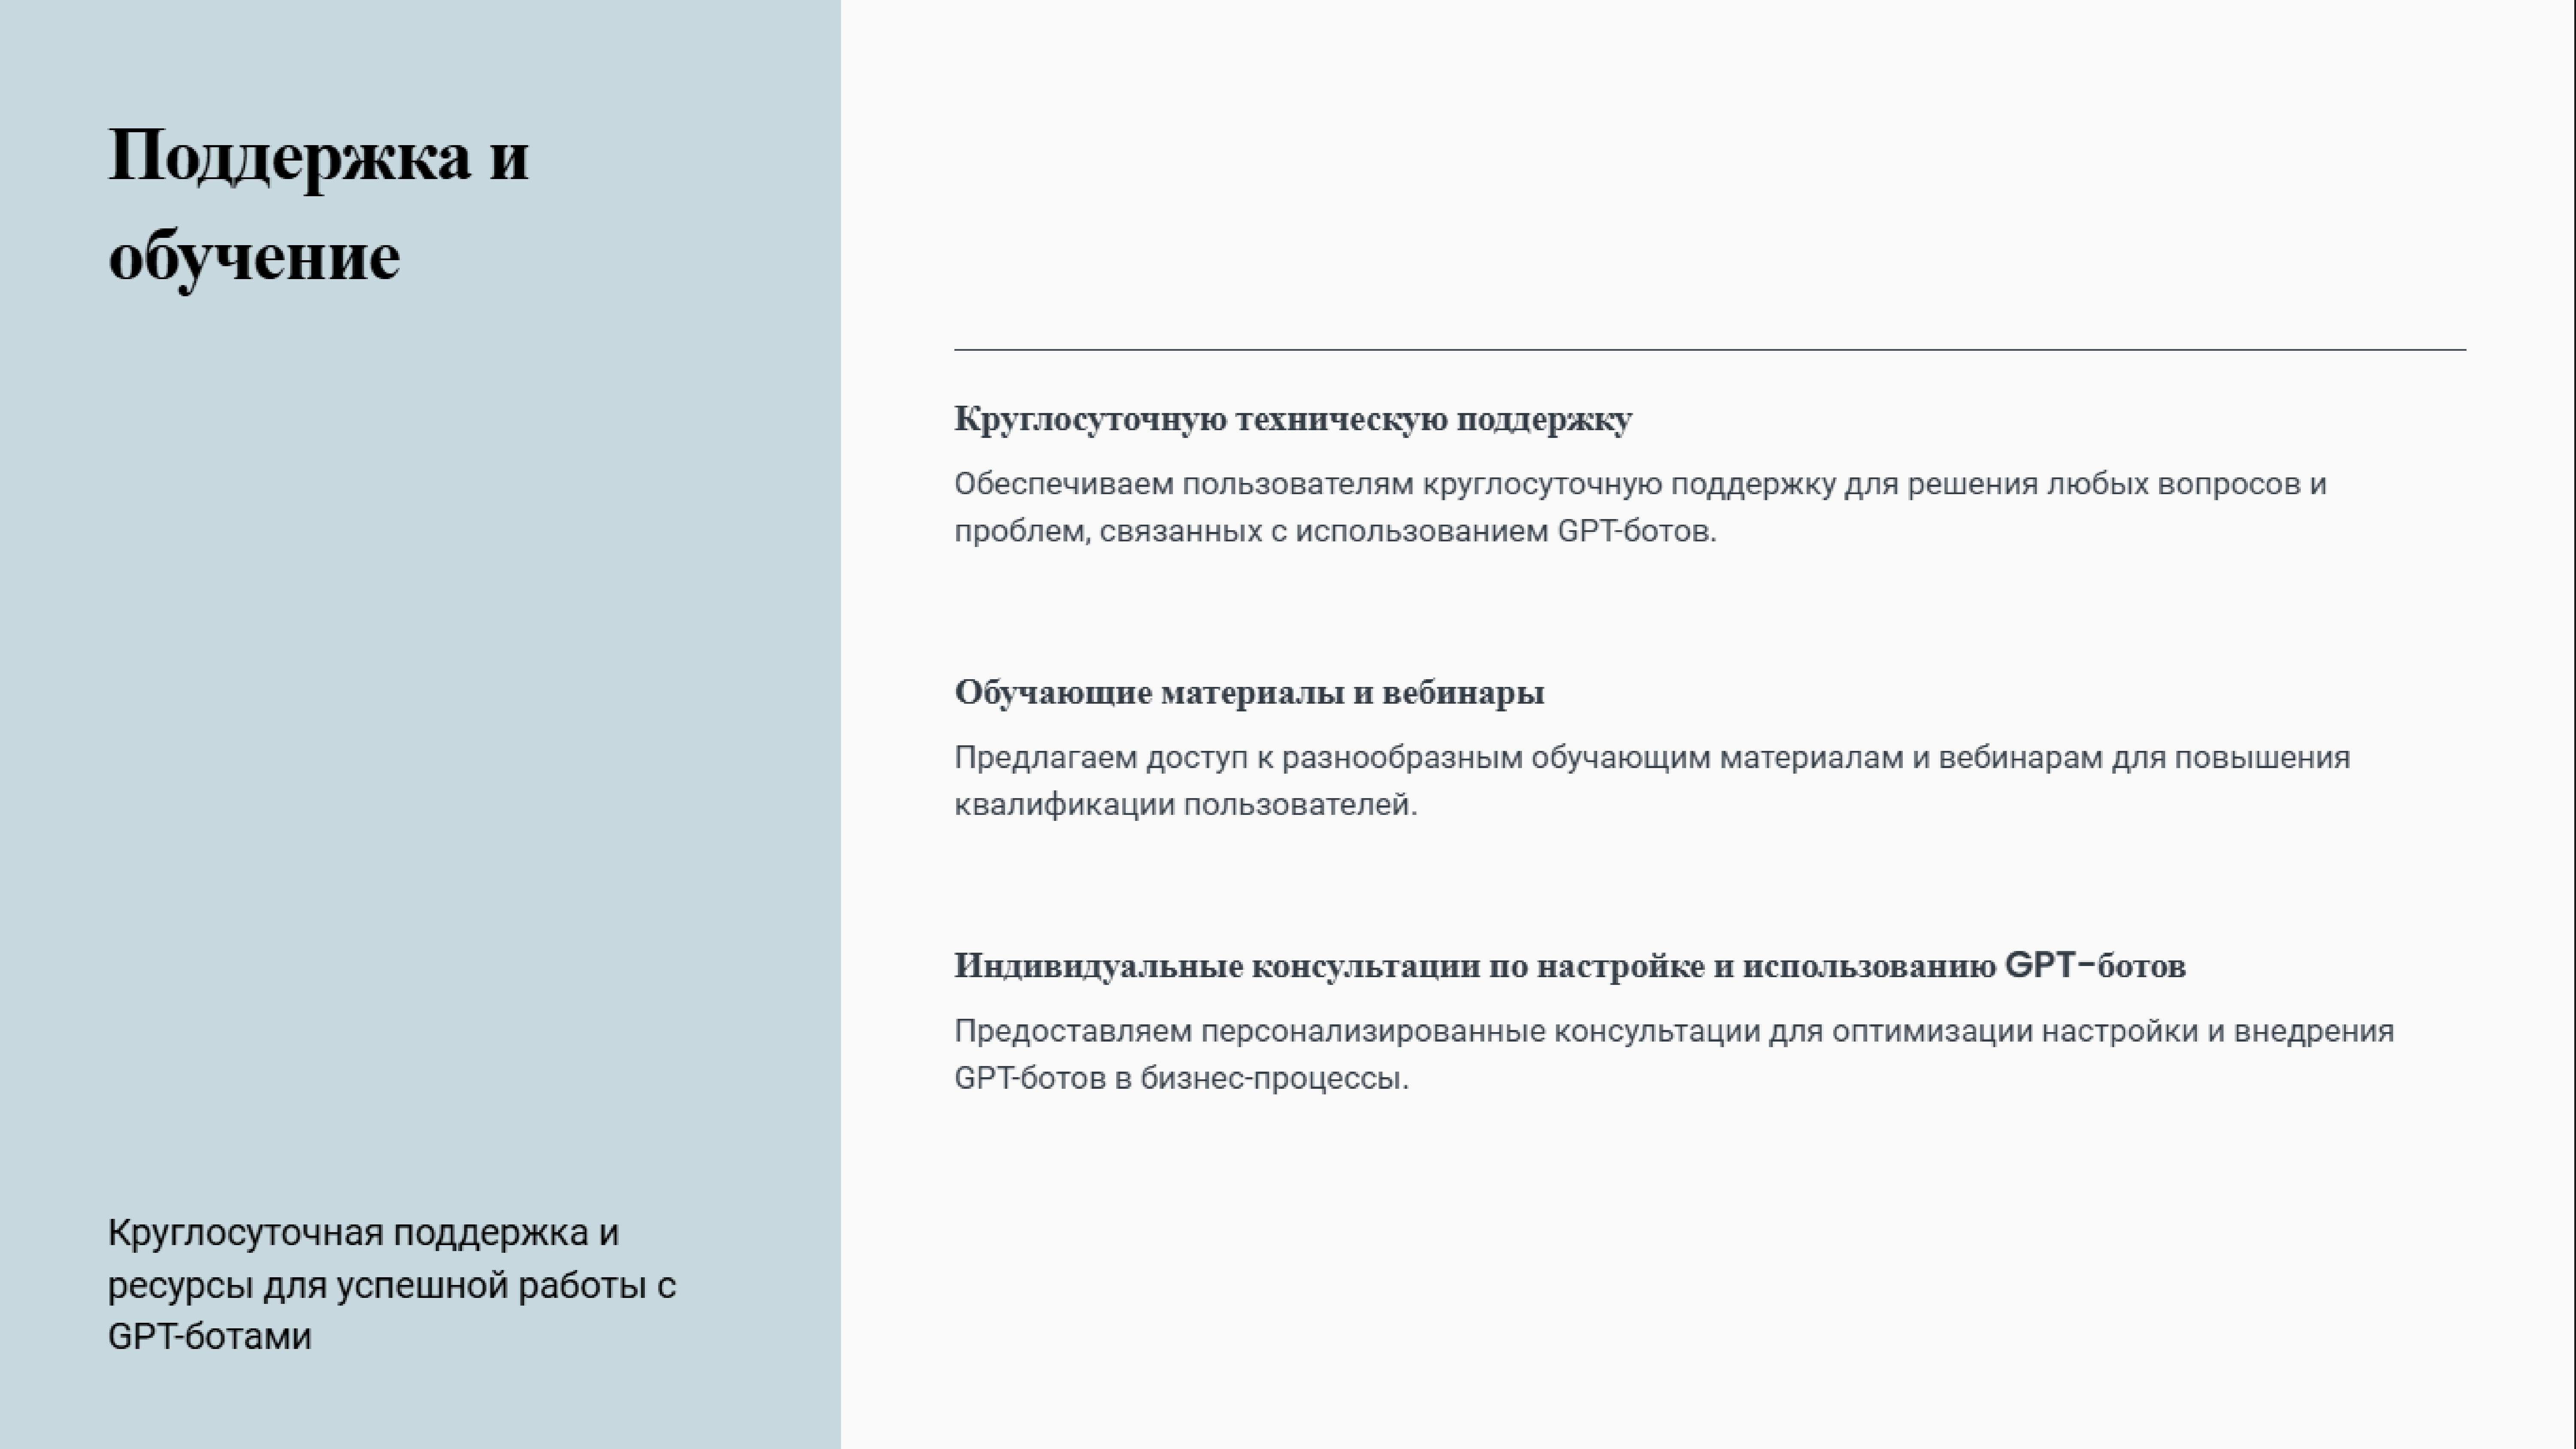 Поддержка и
обучение
Круглосуточная поддержка и
ресурсы для успешной работы с
GPT-ботами
Круглосуточную техническую поддержку
Обеспечиваем пользователям круглосуточную поддержку для решения любых вопросов и
проблем, связанных с использованием GPT-ботов.
Обучающие материалы и вебинары
Предлагаем доступ к разнообразным обучающим материалам и вебинарам для повышения
квалификации пользователей.
Индивидуальные консультации по настройке и использованию GPT-ботов
Предоставляем персонализированные консультации для оптимизации настройки и внедрения
GPT-ботов в бизнес-процессы.